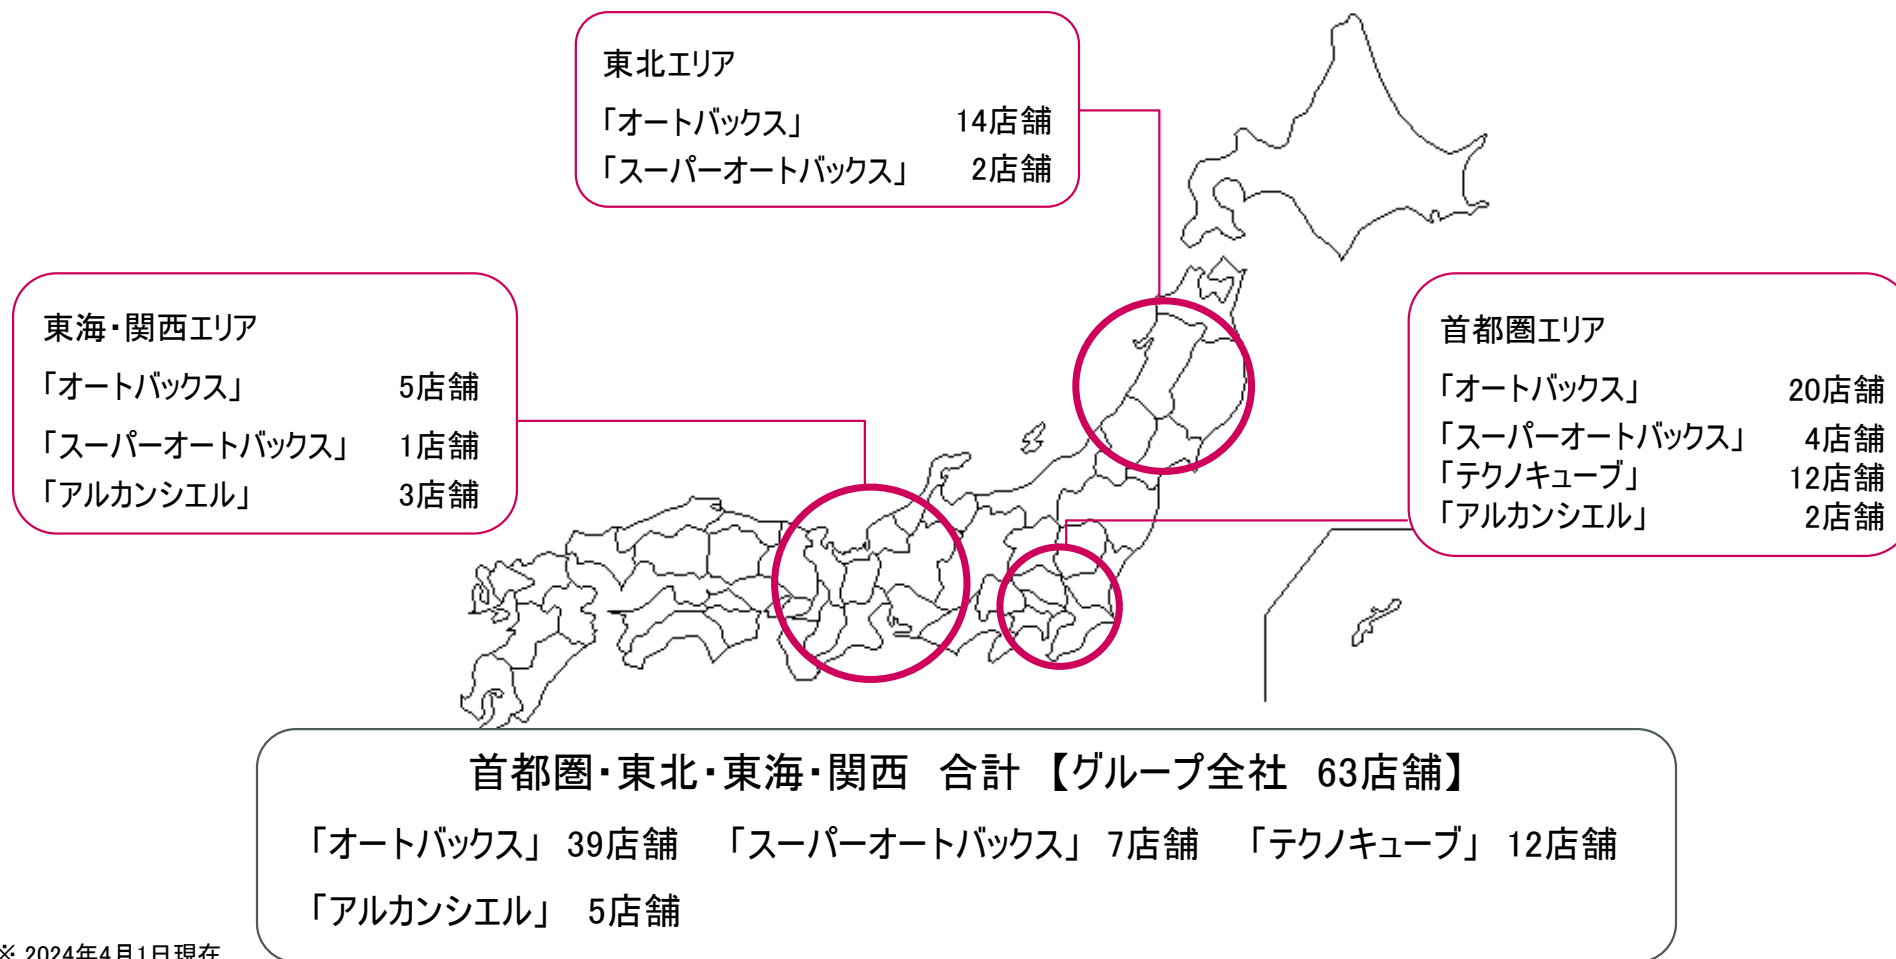 東北エリア
「オートバックス」 14店舗
「スーパーオートバックス」 2店舗
東海・関西エリア
「オートバックス」 5店舗
「スーパーオートバックス」 1店舗
「アルカンシエル」 3店舗
首都圏エリア
「オートバックス」 20店舗
「スーパーオートバックス」 4店舗
「テクノキューブ」 12店舗
「アルカンシエル」 2店舗
首都圏・東北・東海・関西 合計 【グループ全社 63店舗】
「オートバックス」 39店舗 「スーパーオートバックス」 7店舗 「テクノキューブ」 12店舗
「アルカンシエル」 5店舗
※ 2024年4月1日現在